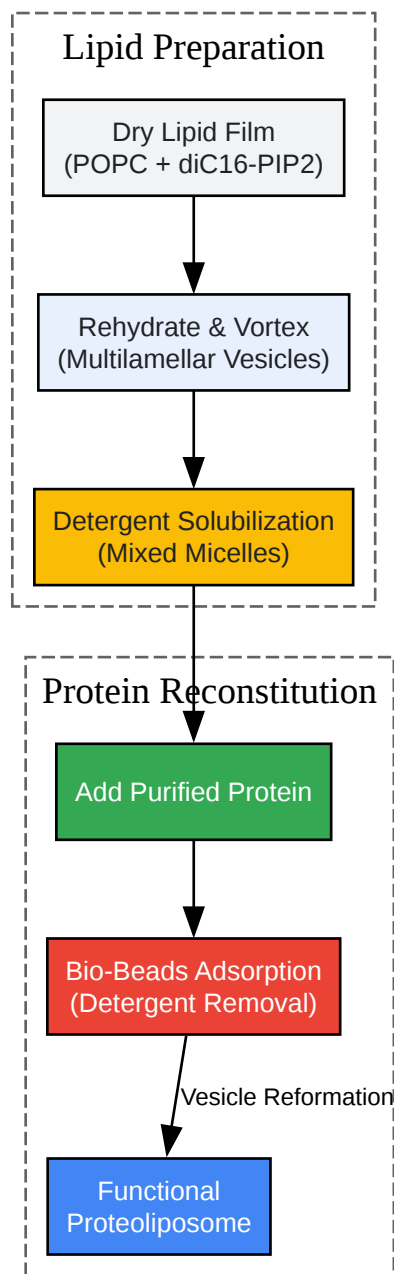 Lipid Preparation
Dry Lipid Film
(POPC + diC16-PIP2)
Rehydrate & Vortex
(Multilamellar Vesicles)
Detergent Solubilization
(Mixed Micelles)
Protein Reconstitution
Add Purified Protein
Bio-Beads Adsorption
(Detergent Removal)
Vesicle Reformation
Functional
Proteoliposome